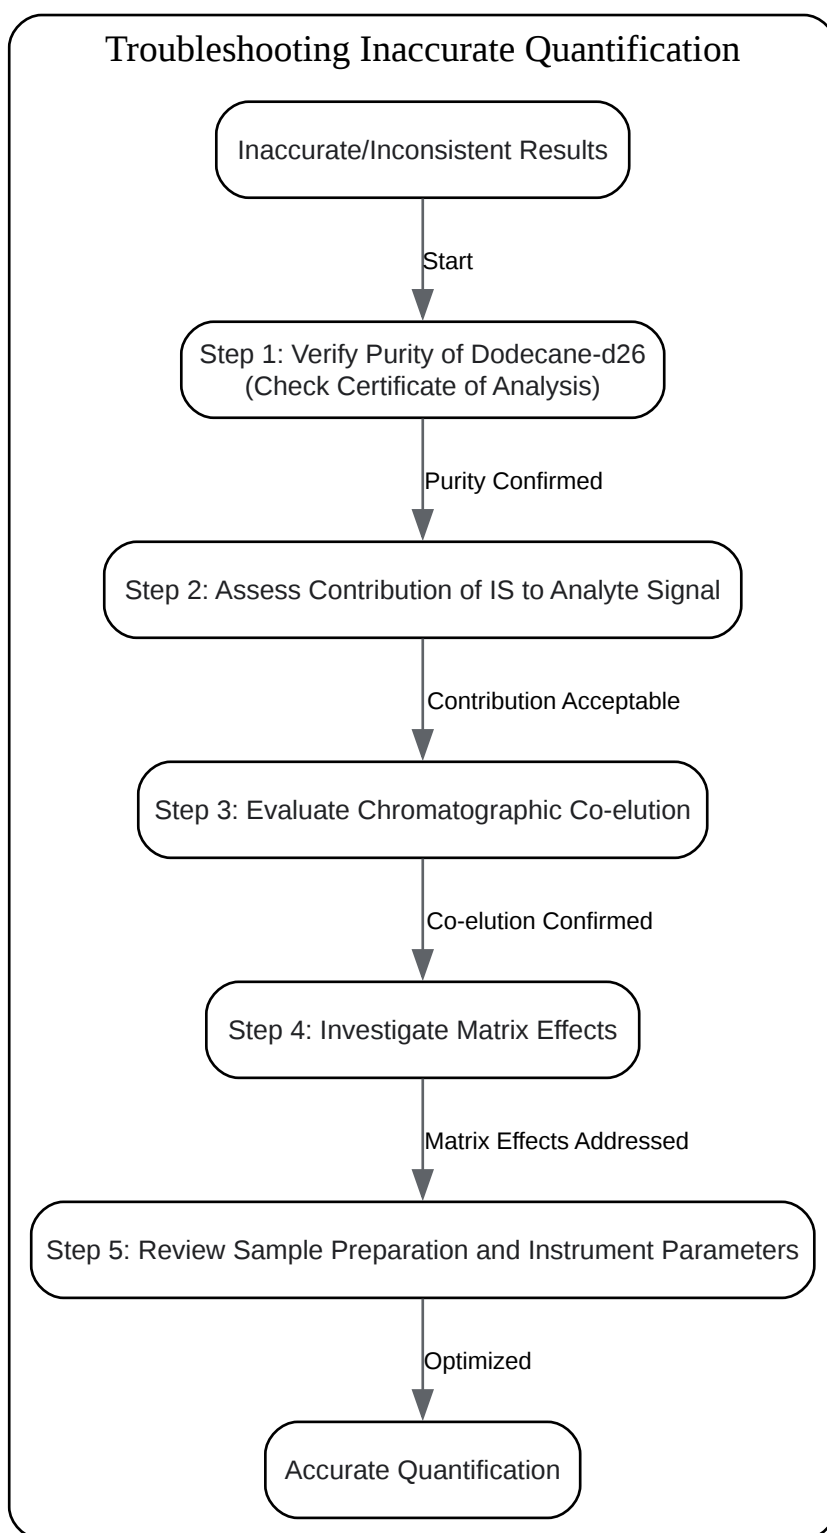 Troubleshooting Inaccurate Quantification
Inaccurate/Inconsistent Results
Start
Step 1: Verify Purity of Dodecane-d26
(Check Certificate of Analysis)
Purity Confirmed
Step 2: Assess Contribution of IS to Analyte Signal
Contribution Acceptable
Step 3: Evaluate Chromatographic Co-elution
Co-elution Confirmed
Step 4: Investigate Matrix Effects
Matrix Effects Addressed
Step 5: Review Sample Preparation and Instrument Parameters
Optimized
Accurate Quantification